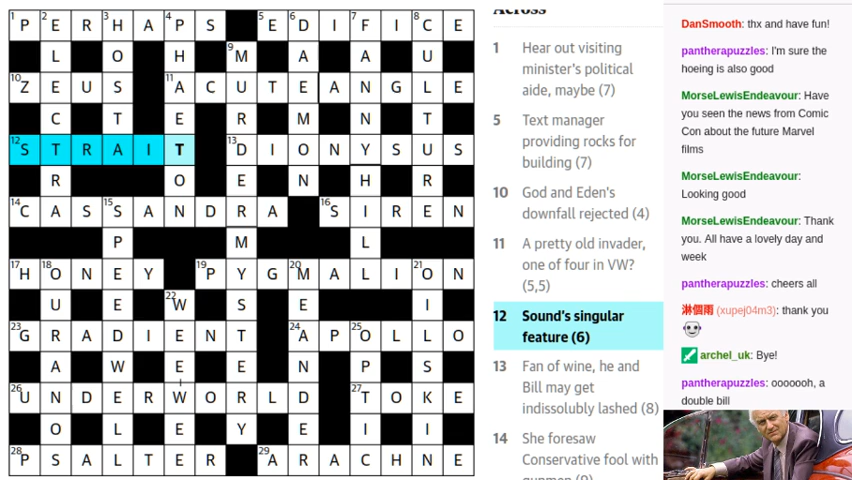 1P 2E R 3H A 4P S 5E 6D I 7F I 8C E
L O H 9M A A U
10Z E U S 11A C U T E A N G L E
C T E R M N T
12S T R A I T 13D I O N Y S U S
R O E N H R
14C A S 15S A N D R A 16S I R E N
P M L
17H 18O N E Y 19P Y G 20M A L I 21O N
U E 22W S E I
23G R A D I E N T 24A P 25O L L O
A W E E N P S
26U N D E R W O R L D 27T O K E
O L E Y E I I
28P S A L T E R 29A R A C H N E
Across
1 Hear out visiting
minister's political
aide, maybe (7)
5 Text manager
providing rocks for
building (7)
10 God and Eden's
downfall rejected (4)
11 A pretty old invader,
one of four in VW?
(5,5)
12 Sound's singular
feature (6)
13 Fan of wine, he and
Bill may get
indissolubly lashed (8)
14 She foresaw
Conservative fool with
DanSmooth: thx and have fun!
pantherapuzzles: I'm sure the
hoeing is also good
MorseLewisEndeavour: Have
you seen the news from Comic
Con about the future Marvel
films
MorseLewisEndeavour:
Looking good
MorseLewisEndeavour: Thank
you. All have a lovely day and
week
pantherapuzzles: cheers all
淋個雨 (xupej04m3): thank you
archel_uk: Bye!
pantherapuzzles: ooooooh, a
double bill